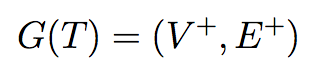 G(T) = (V⁺, E⁺)